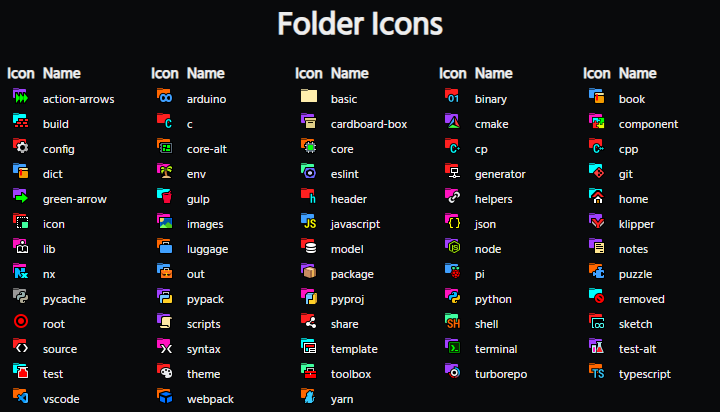 Folder Icons
Icon Name Icon Name Icon Name Icon Name Icon Name
action-arrows arduino basic binary book
build c cardboard-box cmake component
config core-alt core cp cpp
dict env eslint generator git
green-arrow gulp header helpers home
icon images javascript json klipper
lib luggage model node notes
nx out package pi puzzle
pycache pypack pyproj python removed
root scripts share shell sketch
source syntax template terminal test-alt
test theme toolbox turborepo typescript
vscode webpack yarn